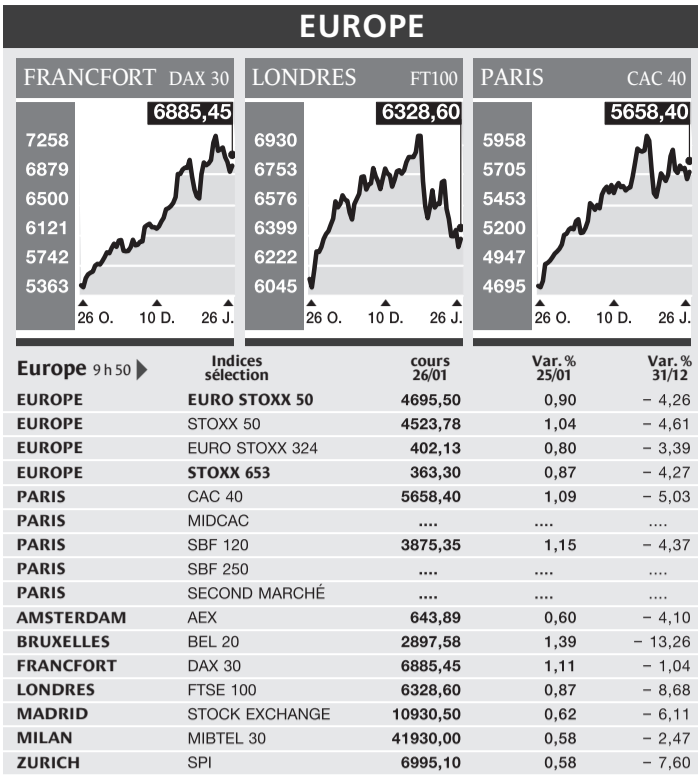 EUROPE
FRANCFORT DAX 30
6885,45
7258
6879
6500
6121
5742
5363
26 O. 10 D. 26 J.
LONDRES FT100
6328,60
6930
6753
6576
6399
6222
6045
26 O. 10 D. 26 J.
PARIS CAC 40
5658,40
5958
5705
5453
5200
4947
4695
26 O. 10 D. 26 J.
Europe 9 h 50 Indices sélection cours 26/01 Var. % 25/01 Var. % 31/12
EUROPE EURO STOXX 50 4695,50 0,90 – 4,26
EUROPE STOXX 50 4523,78 1,04 – 4,61
EUROPE EURO STOXX 324 402,13 0,80 – 3,39
EUROPE STOXX 653 363,30 0,87 – 4,27
PARIS CAC 40 5658,40 1,09 – 5,03
PARIS MIDCAC .... .... ....
PARIS SBF 120 3875,35 1,15 – 4,37
PARIS SBF 250 .... .... ....
PARIS SECOND MARCHÉ .... .... ....
AMSTERDAM AEX 643,89 0,60 – 4,10
BRUXELLES BEL 20 2897,58 1,39 – 13,26
FRANCFORT DAX 30 6885,45 1,11 – 1,04
LONDRES FTSE 100 6328,60 0,87 – 8,68
MADRID STOCK EXCHANGE 10930,50 0,62 – 6,11
MILAN MIBTEL 30 41930,00 0,58 – 2,47
ZURICH SPI 6995,10 0,58 – 7,60